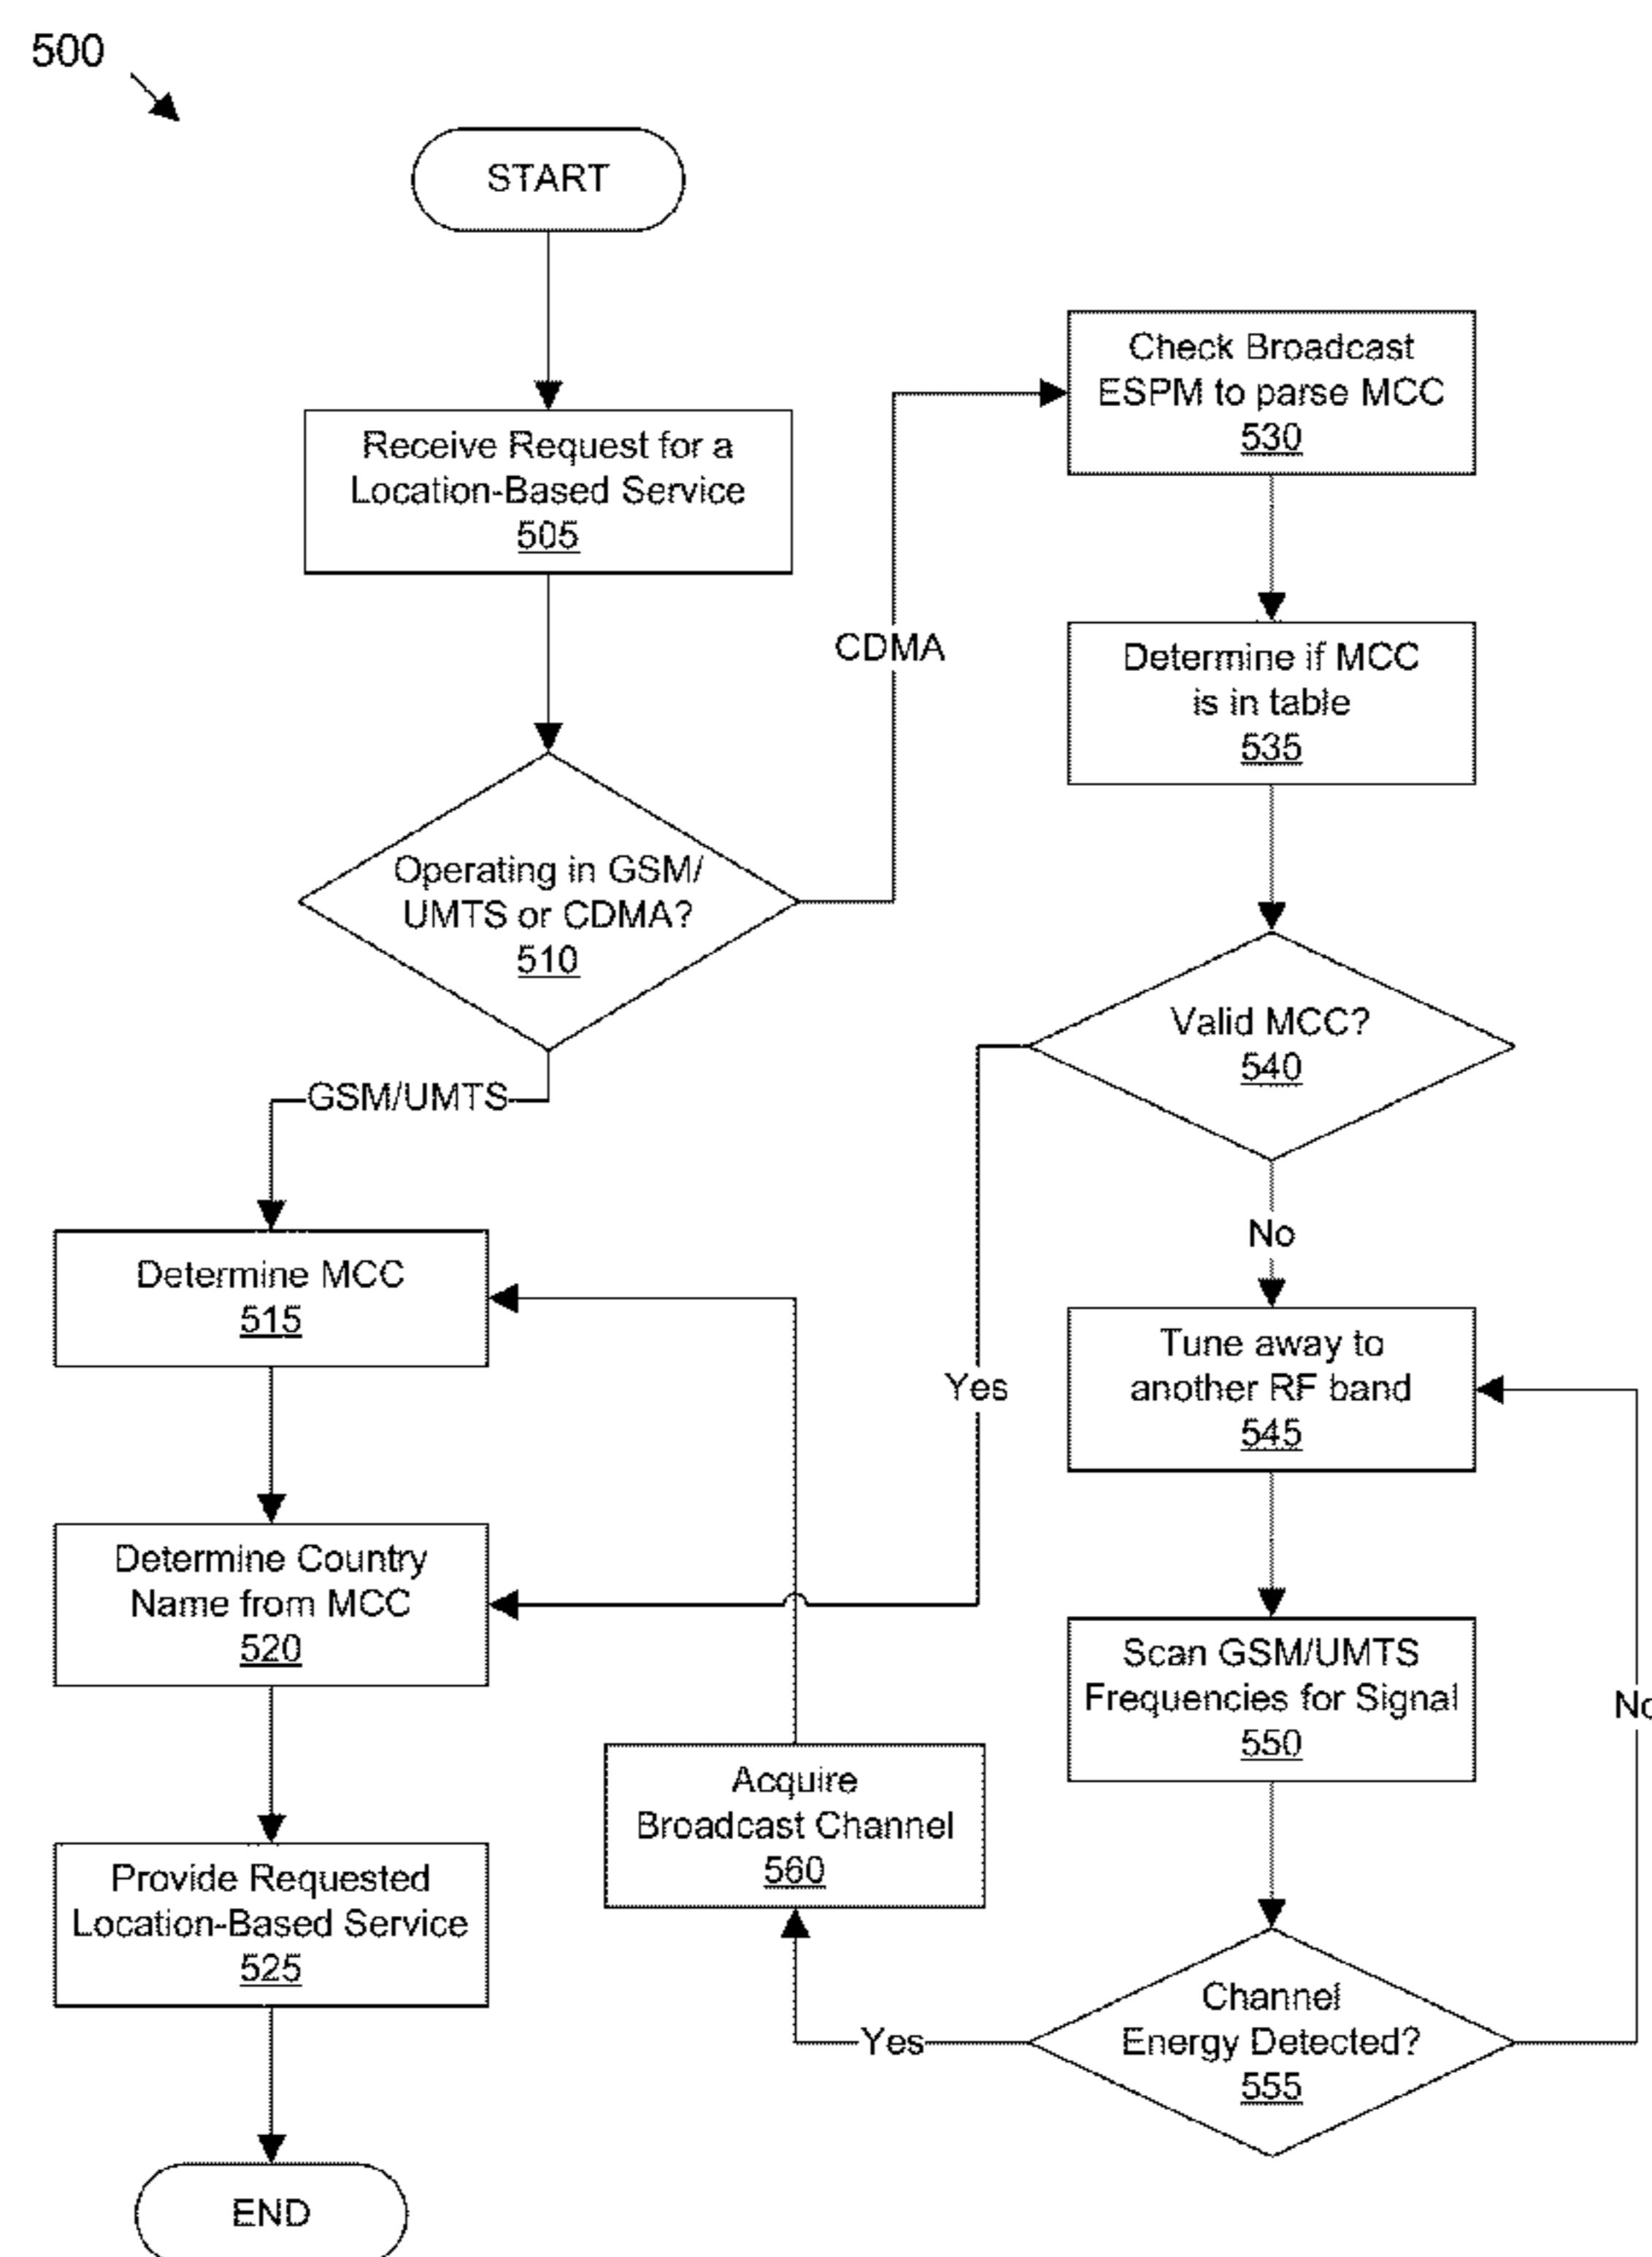 500
START
Receive Request for a
Location-Based Service
505
Operating in GSM/
UMTS or CDMA?
510
CDMA
GSM/UMTS
Determine MCC
515
Determine Country
Name from MCC
520
Provide Requested
Location-Based Service
525
END
Check Broadcast
ESPM to parse MCC
530
Determine if MCC
is in table
535
Valid MCC?
540
Yes
No
Tune away to
another RF band
545
Scan GSM/UMTS
Frequencies for Signal
550
Channel
Energy Detected?
555
No
Yes
Acquire
Broadcast Channel
560